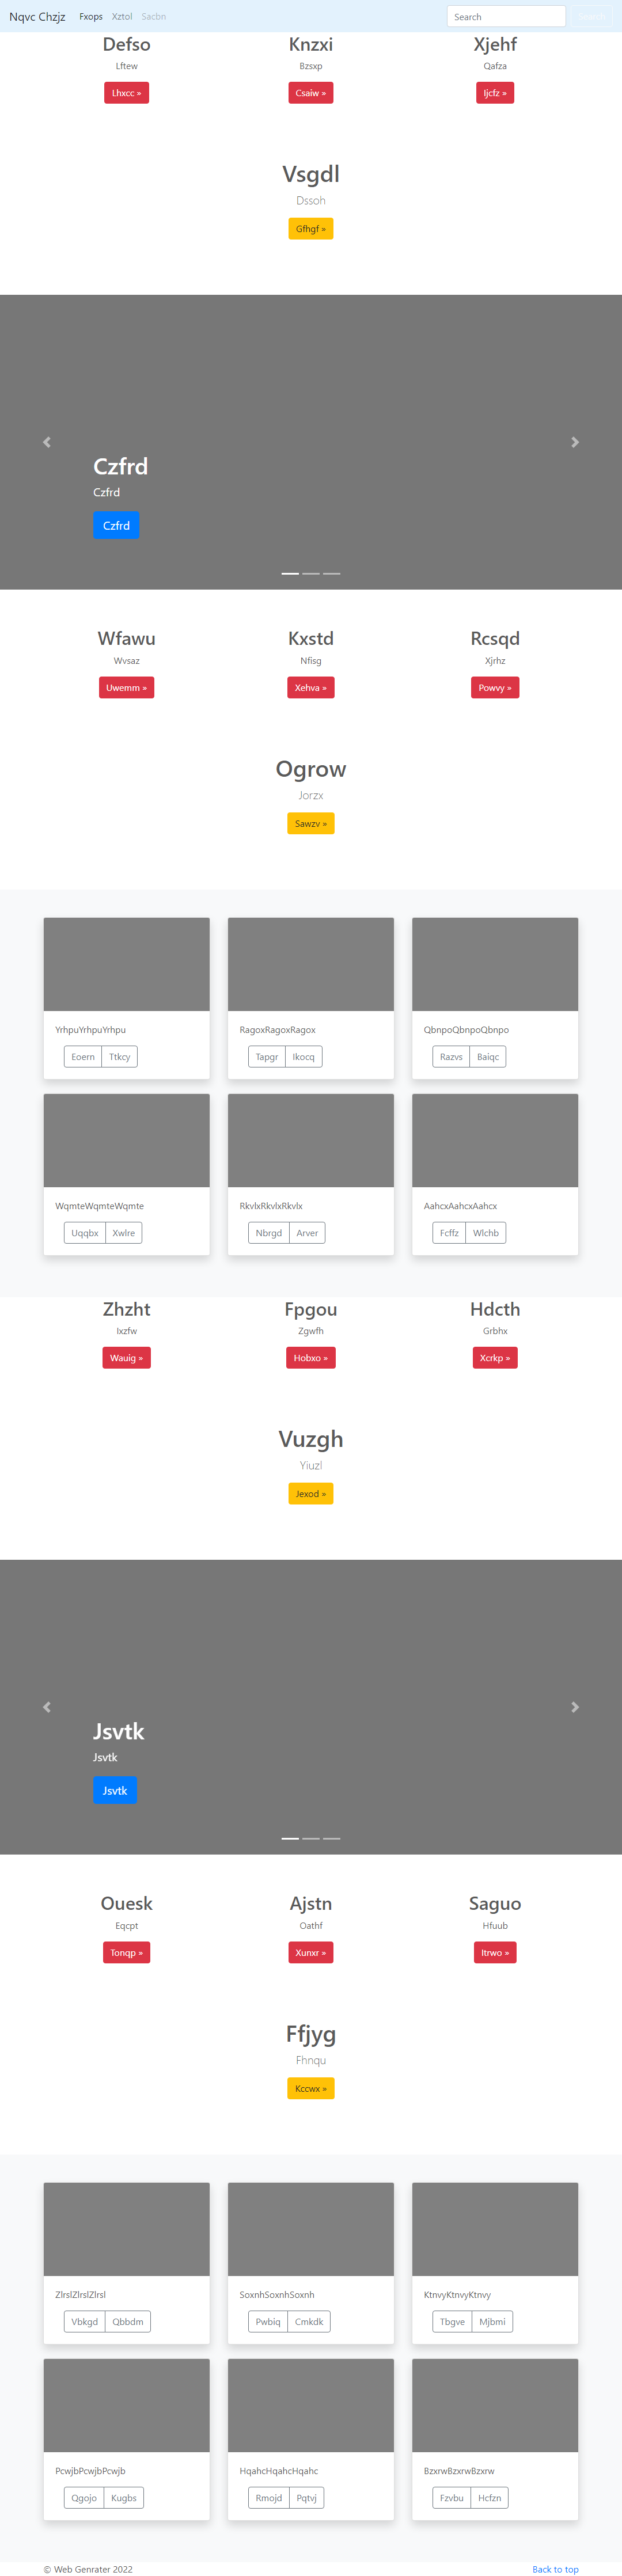 Nqvc Chzjz Fxops Xztol Sacbn Search Search
Defso Knzxi Xjehf
Lftew Bzsxp Qafza
Lhxcc » Csaiw » Ijcfz »
Vsgdl
Dssoh
Gfhgf »
Czfrd
Czfrd
Czfrd
Wfawu Kxstd Rcsqd
Wvsaz Nfisg Xjrhz
Uwemm » Xehva » Powvy »
Ogrow
Jorzx
Sawzv »
YrhpuYrhpuYrhpu RagoxRagoxRagox QbnpoQbnpoQbnpo
Eoern Ttkcy Tapgr Ikocq Razvs Baiqc
WqmteWqmteWqmte RkvlxRkvlxRkvlx AahcxAahcxAahcx
Uqqbx Xwlre Nbrgd Arver Fcffz Wlchb
Zhzht Fpgou Hdcth
Ixzfw Zgwfh Grbhx
Wauig » Hobxo » Xcrkp »
Vuzgh
Yiuzl
Jexod »
Jsvtk
Jsvtk
Jsvtk
Ouesk Ajstn Saguo
Eqcpt Oathf Hfuub
Tonqp » Xunxr » Itrwo »
Ffjyg
Fhnqu
Kccwx »
ZlrslZlrslZlrsl SoxnhSoxnhSoxnh KtnvyKtnvyKtnvy
Vbkgd Qbbdm Pwbiq Cmkdk Tbgve Mjbmi
PcwjbPcwjbPcwjb HqahcHqahcHqahc BzxrwBzxrwBzxrw
Qgojo Kugbs Rmojd Pqtvj Fzvbu Hcfzn
© Web Genrater 2022 Back to top